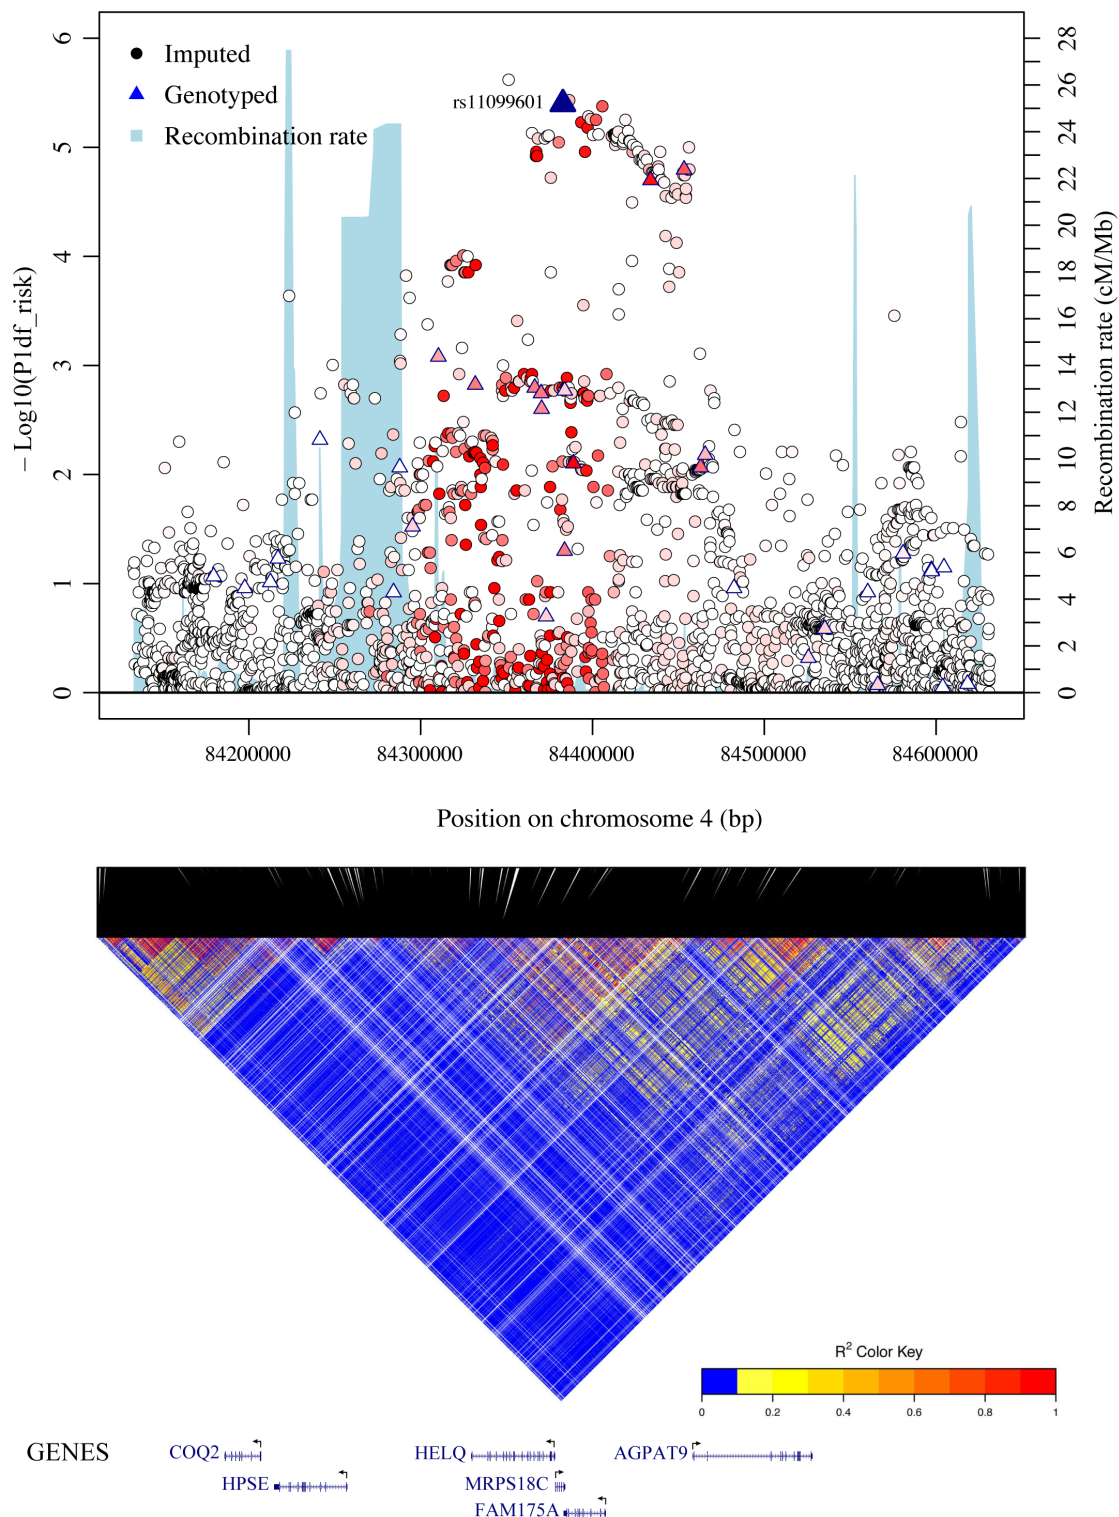 Imputed
Genotyped
Recombination rate
rs11099601
− Log10(P1df_risk)
0
1
2
3
4
5
6
Recombination rate (cM/Mb)
0
2
4
6
8
10
12
14
16
18
20
22
24
26
28
84200000 84300000 84400000 84500000 84600000
Position on chromosome 4 (bp)
R² Color Key
0 0.2 0.4 0.6 0.8 1
GENES
COQ2 HELQ AGPAT9
HPSE MRPS18C
FAM175A